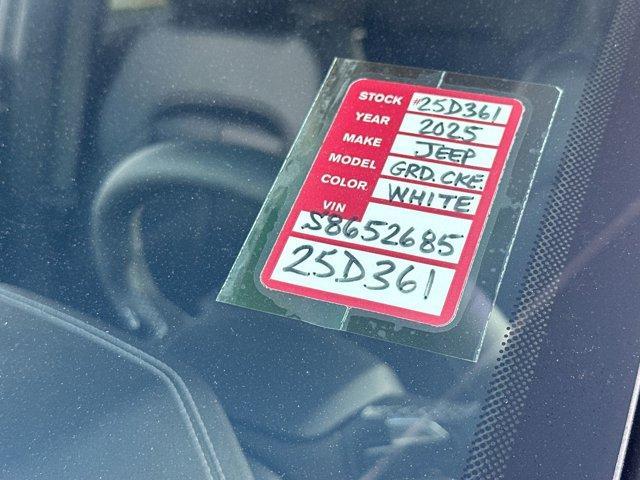 STOCK #25D361
YEAR 2025
MAKE JEEP
MODEL GRD. CKE.
COLOR WHITE
VIN
S8652685
25D361